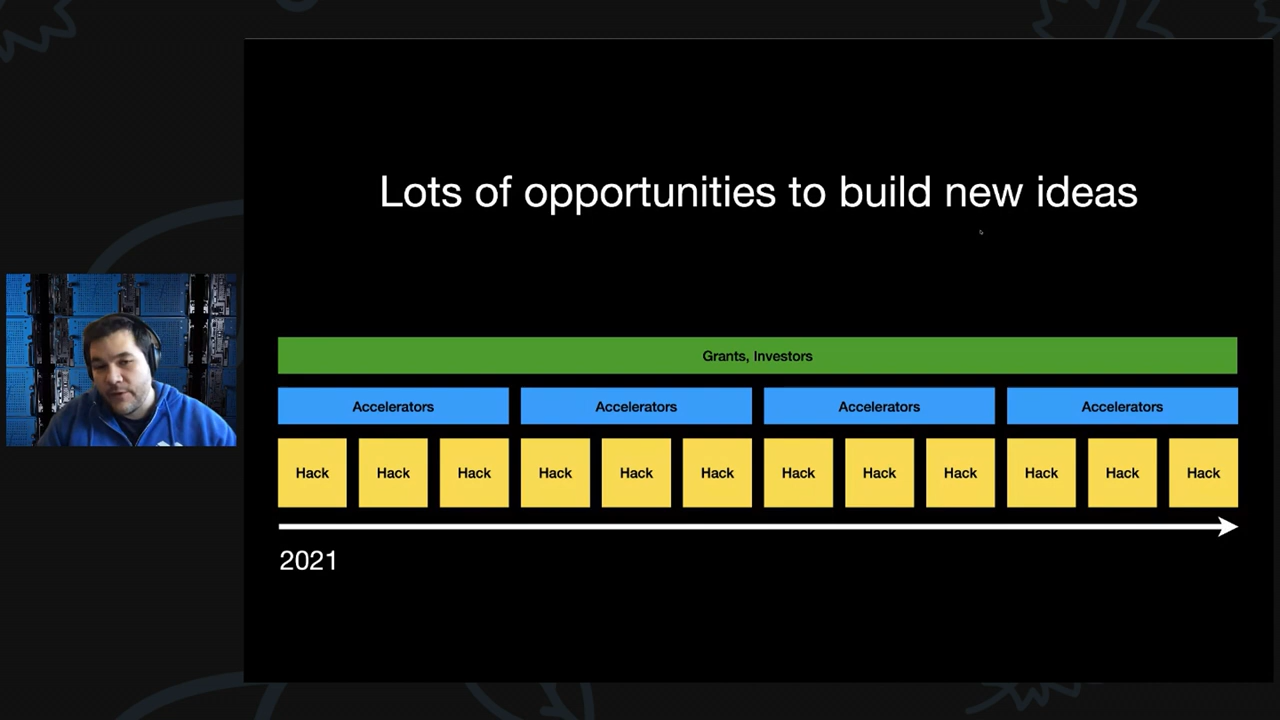 Lots of opportunities to build new ideas
Grants, Investors
Accelerators Accelerators Accelerators Accelerators
Hack Hack Hack Hack Hack Hack Hack Hack Hack Hack Hack Hack
2021